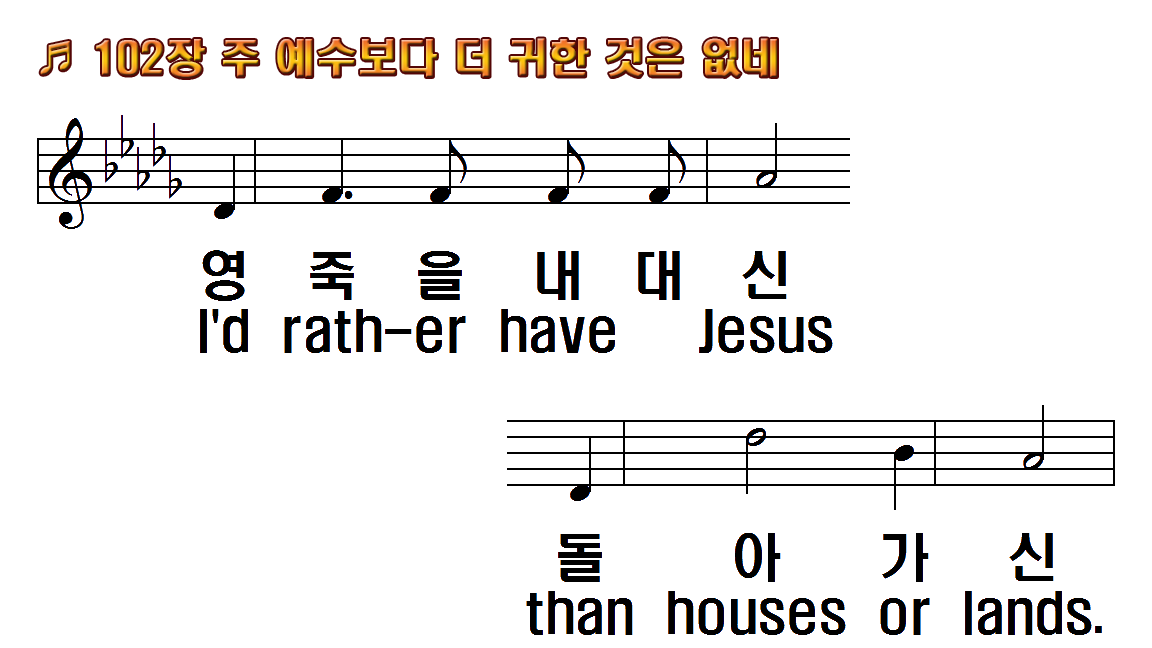 ♬ 102장 주 예수보다 더 귀한 것은 없네
영 죽을 내 대 신
I'd rath-er have Jesus
돌 아 가 신
than houses or lands.